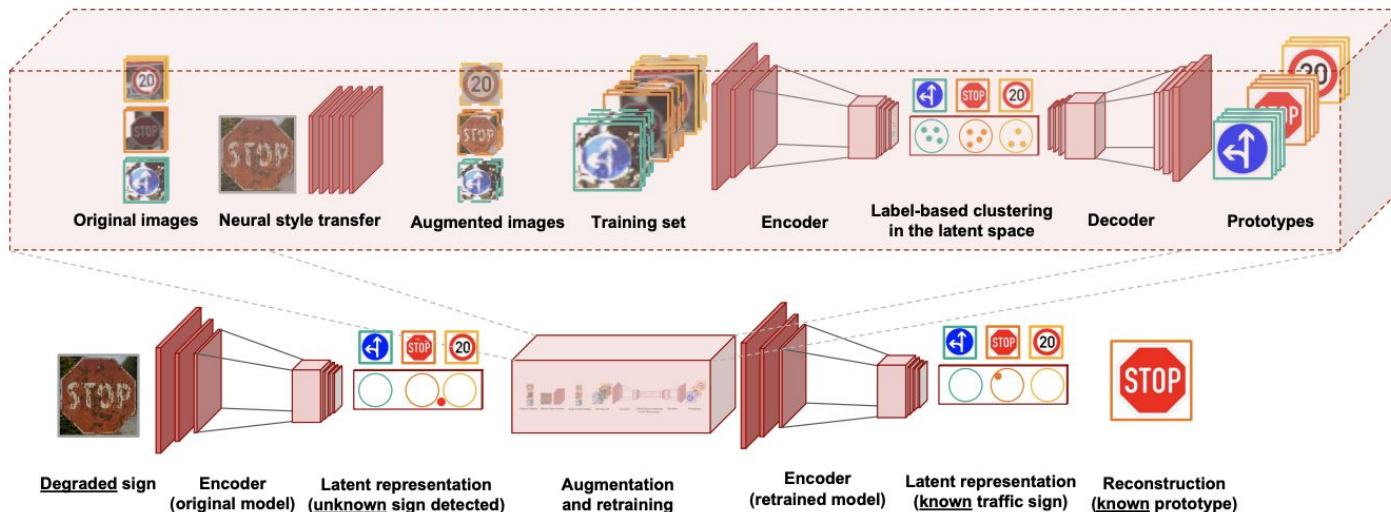 20
STOP
STOP
20
STOP
STOP
20
20
STOP
Original images
Neural style transfer
Augmented images
Training set
Encoder
Label-based clustering
in the latent space
Decoder
Prototypes
STOP
20
STOP
20
STOP
STOP
Degraded sign
Encoder
(original model)
Latent representation
(unknown sign detected)
Augmentation
and retraining
Encoder
(retrained model)
Latent representation
(known traffic sign)
Reconstruction
(known prototype)